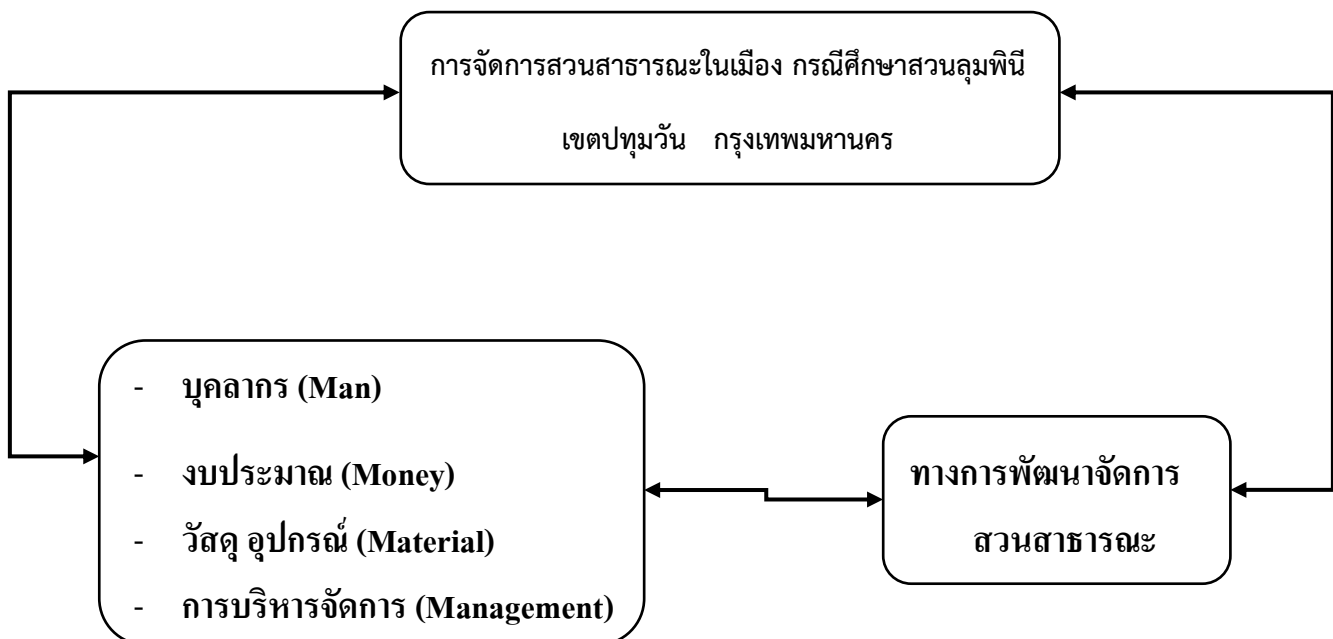 การจัดการสวนสาธารณะในเมือง กรณีศึกษาสวนลุมพินี
เขตปทุมวัน กรุงเทพมหานคร
- บุคลากร (Man)
- งบประมาณ (Money)
- วัสดุ อุปกรณ์ (Material)
- การบริหารจัดการ (Management)
ทางการพัฒนาจัดการ
สวนสาธารณะ